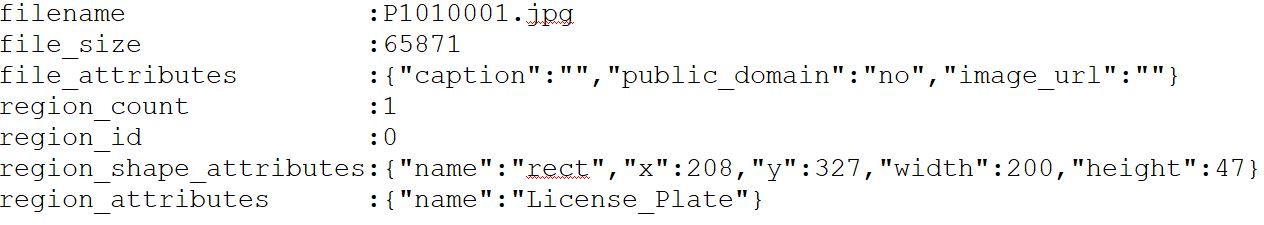 filename                :P1010001.jpg
file_size               :65871
file_attributes         :{"caption":"","public_domain":"no","image_url":""}
region_count            :1
region_id               :0
region_shape_attributes:{"name":"rect","x":208,"y":327,"width":200,"height":47}
region_attributes       :{"name":"License_Plate"}